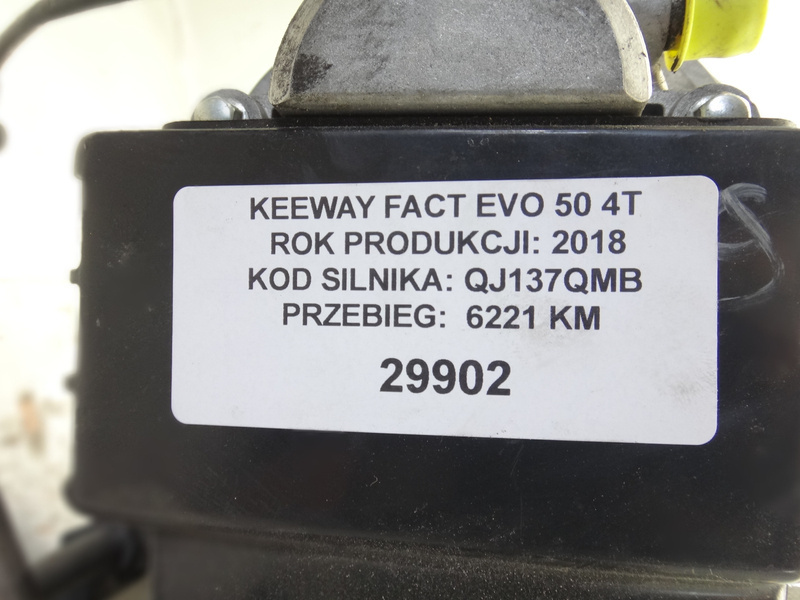 KEEWAY FACT EVO 50 4T
ROK PRODUKCJI: 2018
KOD SILNIKA: QJ137QMB
PRZEBIEG: 6221 KM
29902